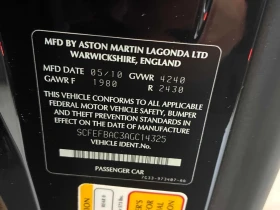 MFD BY ASTON MARTIN LAGONDA LTD
WARWICKSHIRE, ENGLAND
05/10 GVWR 4240
GAWR F 1980 R 2430
THIS VEHICLE CONFORMS TO ALL APPLICABLE
FEDERAL MOTOR VEHICLE SAFETY, BUMPER
AND THEFT PREVENTION STANDARDS IN
EFFECT ON THE DATE OF MANUFACTURE
SHOWN ABOVE.
SCFEFBAC3AGC14325
VEHICLE IDENT. NO.
PASSENGER CAR